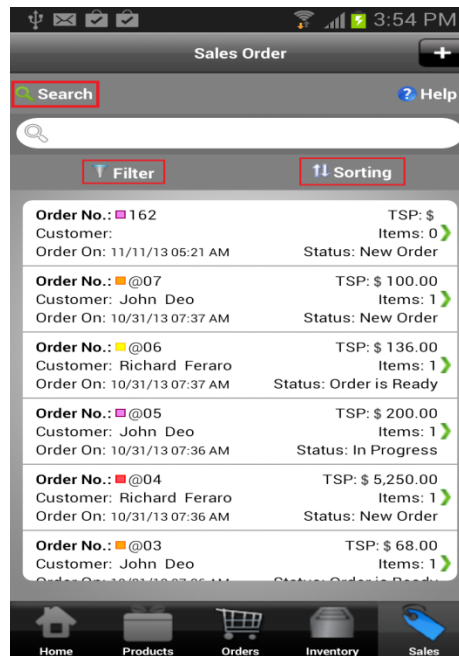 3:54 PM
Sales Order
Search
Help
Filter
Sorting
Order No.: 162 TSP: $
Customer: Items: 0
Order On: 11/11/13 05:21 AM Status: New Order
Order No.: @07 TSP: $ 100.00
Customer: John Deo Items: 1
Order On: 10/31/13 07:37 AM Status: New Order
Order No.: @06 TSP: $ 136.00
Customer: Richard Feraro Items: 1
Order On: 10/31/13 07:37 AM Status: Order is Ready
Order No.: @05 TSP: $ 200.00
Customer: John Deo Items: 1
Order On: 10/31/13 07:36 AM Status: In Progress
Order No.: @04 TSP: $ 5,250.00
Customer: Richard Feraro Items: 1
Order On: 10/31/13 07:36 AM Status: New Order
Order No.: @03 TSP: $ 68.00
Customer: John Deo Items: 1
Home Products Orders Inventory Sales